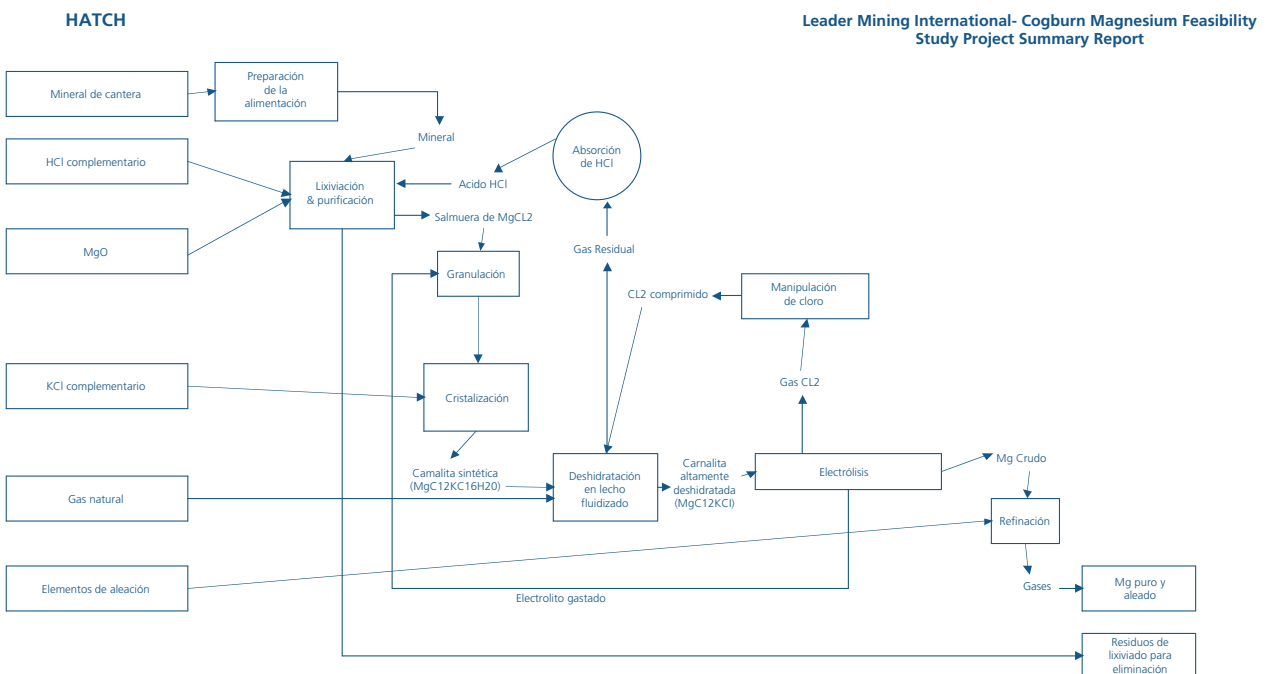 HATCH
Leader Mining International- Cogburn Magnesium Feasibility
Study Project Summary Report
Mineral de cantera
Preparación
de la
alimentación
Mineral
HCl complementario
Lixiviación
& purificación
Acido HCl
Absorción
de HCl
Salmuera de MgCL2
MgO
Gas Residual
Granulación
CL2 comprimido
Manipulación
de cloro
KCl complementario
Cristalización
Gas CL2
Camalita sintética
(MgC12KC16H20)
Gas natural
Deshidratación
en lecho
fluidizado
Carnalita
altamente
deshidratada
(MgC12KCI)
Electrólisis
Mg Crudo
Refinación
Elementos de aleación
Electrolito gastado
Gases
Mg puro y
aleado
Residuos de
lixiviado para
eliminación